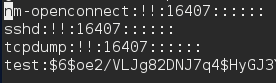 nm-openconnect:!!:16407::::::
sshd:!!:16407::::::
tcpdump:!!:16407::::::
test:$6$oe2/VLJg82DNJ7q4$HyGJ3